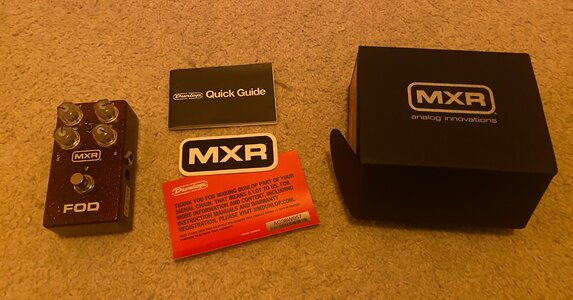 Dunlop Quick Guide
MXR
analog innovations
MXR
MXR
FOD
OUT
Dunlop
THANK YOU FOR MAKING DUNLOP PART OF YOUR
SIGNAL CHAIN. THAT MEANS A LOT TO US. FOR
MORE INFORMATION AND CONTENT, INCLUDING
INSTRUCTION MANUALS AND WARRANTY
REGISTRATION, PLEASE VISIT JIMDUNLOP.COM.